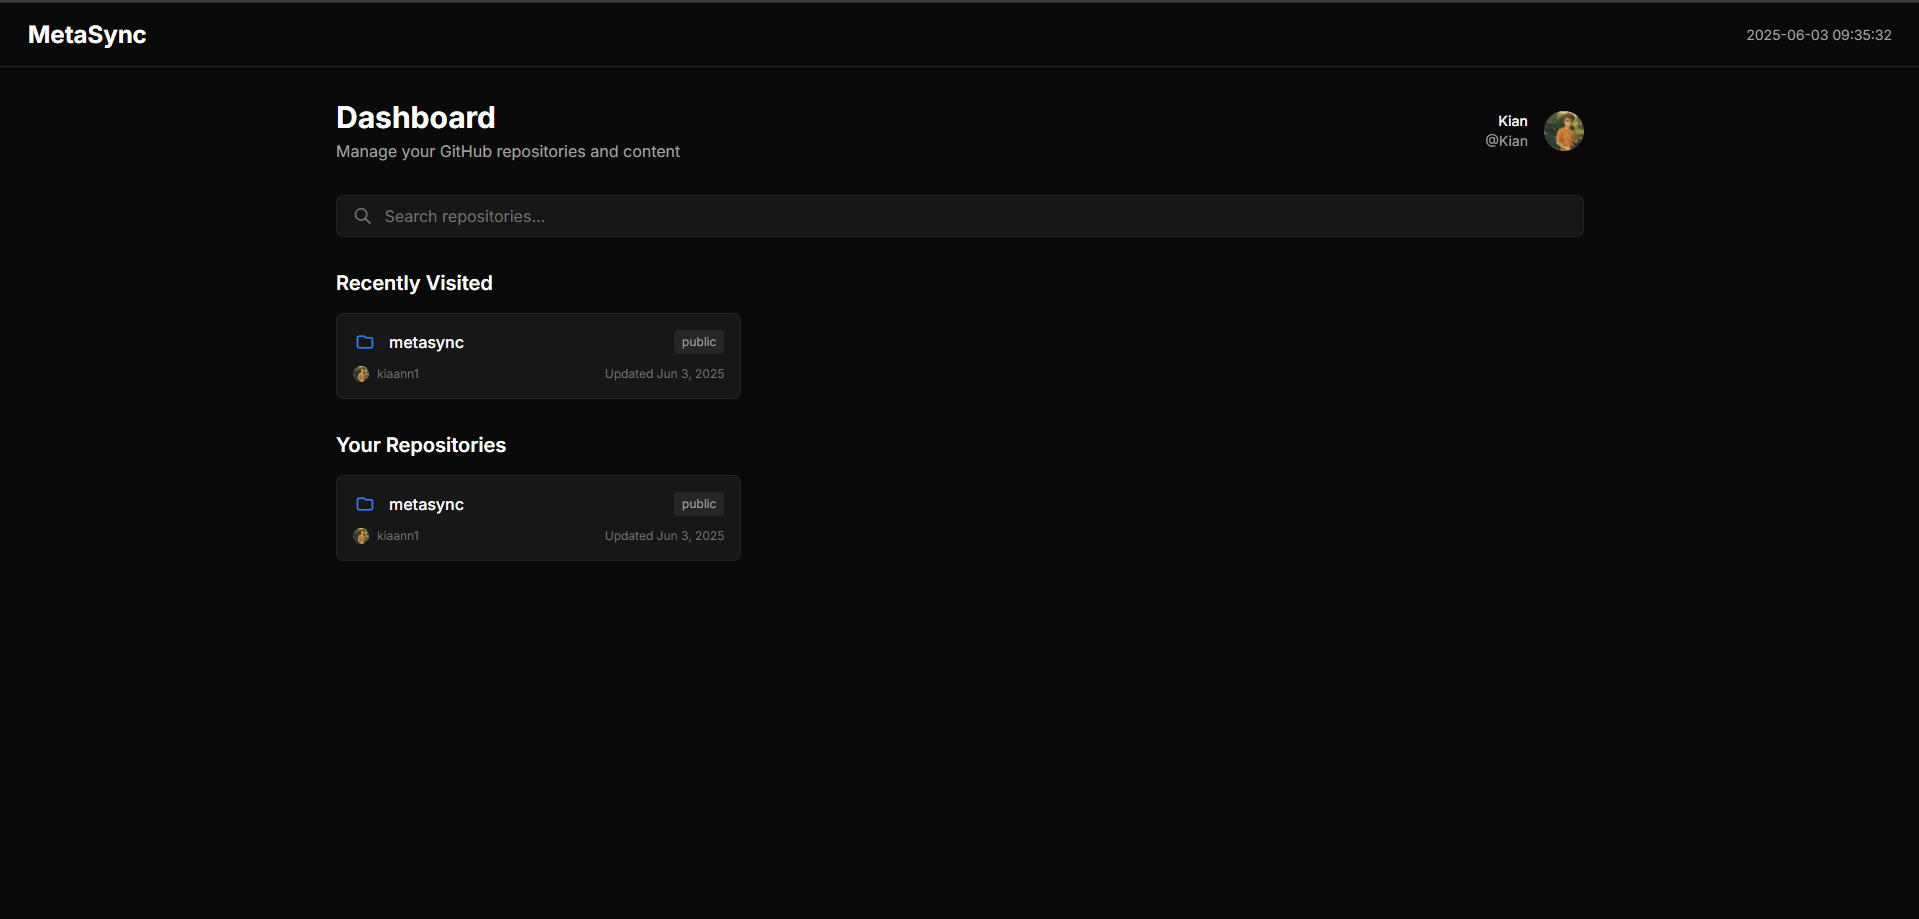 MetaSync
2025-06-03 09:35:32
Dashboard
Manage your GitHub repositories and content
Kian
@Kian
Search repositories...
Recently Visited
metasync
public
kiaann1
Updated Jun 3, 2025
Your Repositories
metasync
public
kiaann1
Updated Jun 3, 2025